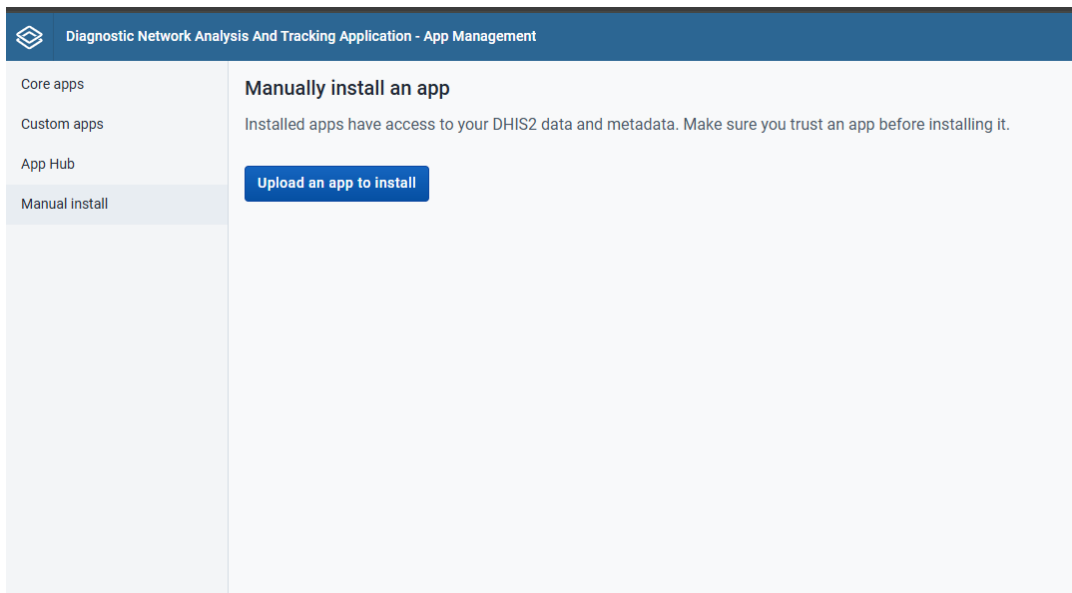 Diagnostic Network Analysis And Tracking Application - App Management
Core apps
Custom apps
App Hub
Manual install
Manually install an app
Installed apps have access to your DHIS2 data and metadata. Make sure you trust an app before installing it.
Upload an app to install